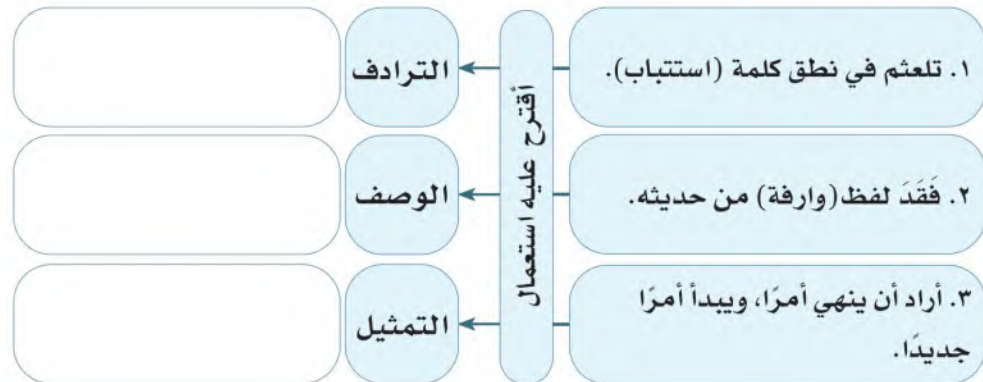 ١. تلعثم في نطق كلمة (استتباب).
أقترح عليه استعمال
الترادف
٢. فَقَدَ لفظ (وارفة) من حديثه.
الوصف
٣. أراد أن ينهي أمرًا، ويبدأ أمرًا
جديدًا.
التمثيل